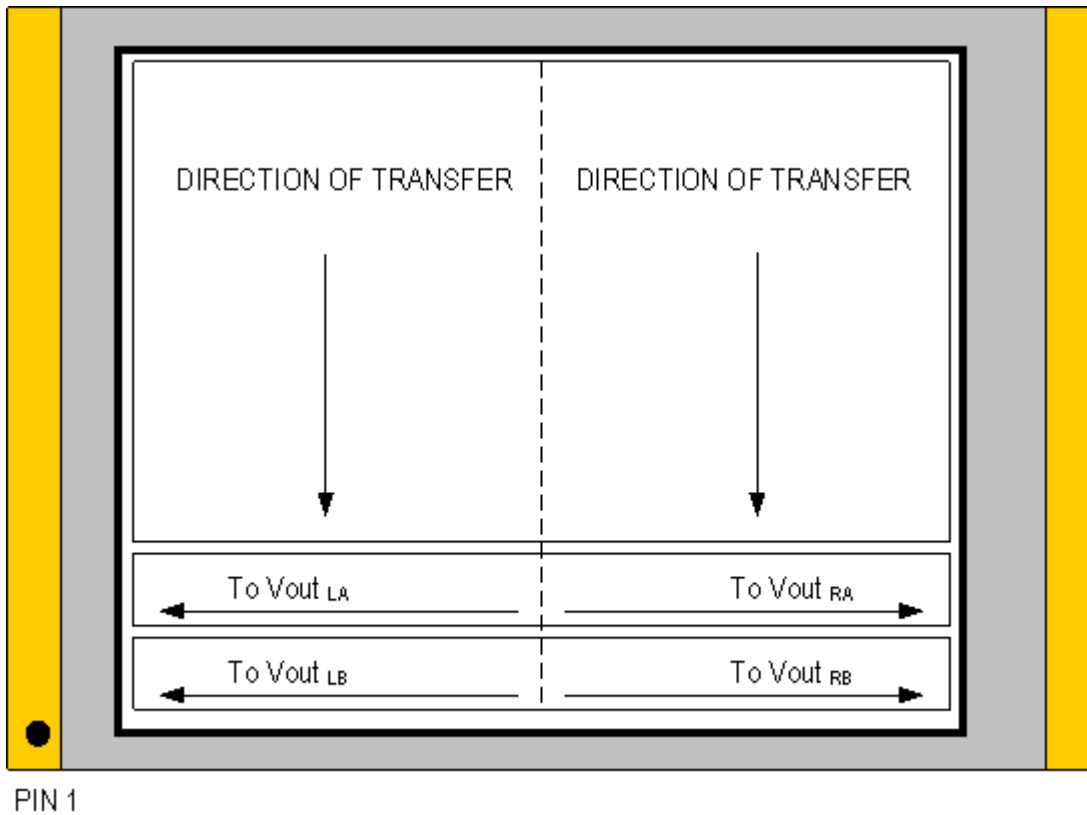 DIRECTION OF TRANSFER
DIRECTION OF TRANSFER
To Vout LA
To Vout RA
To Vout LB
To Vout RB
PIN 1